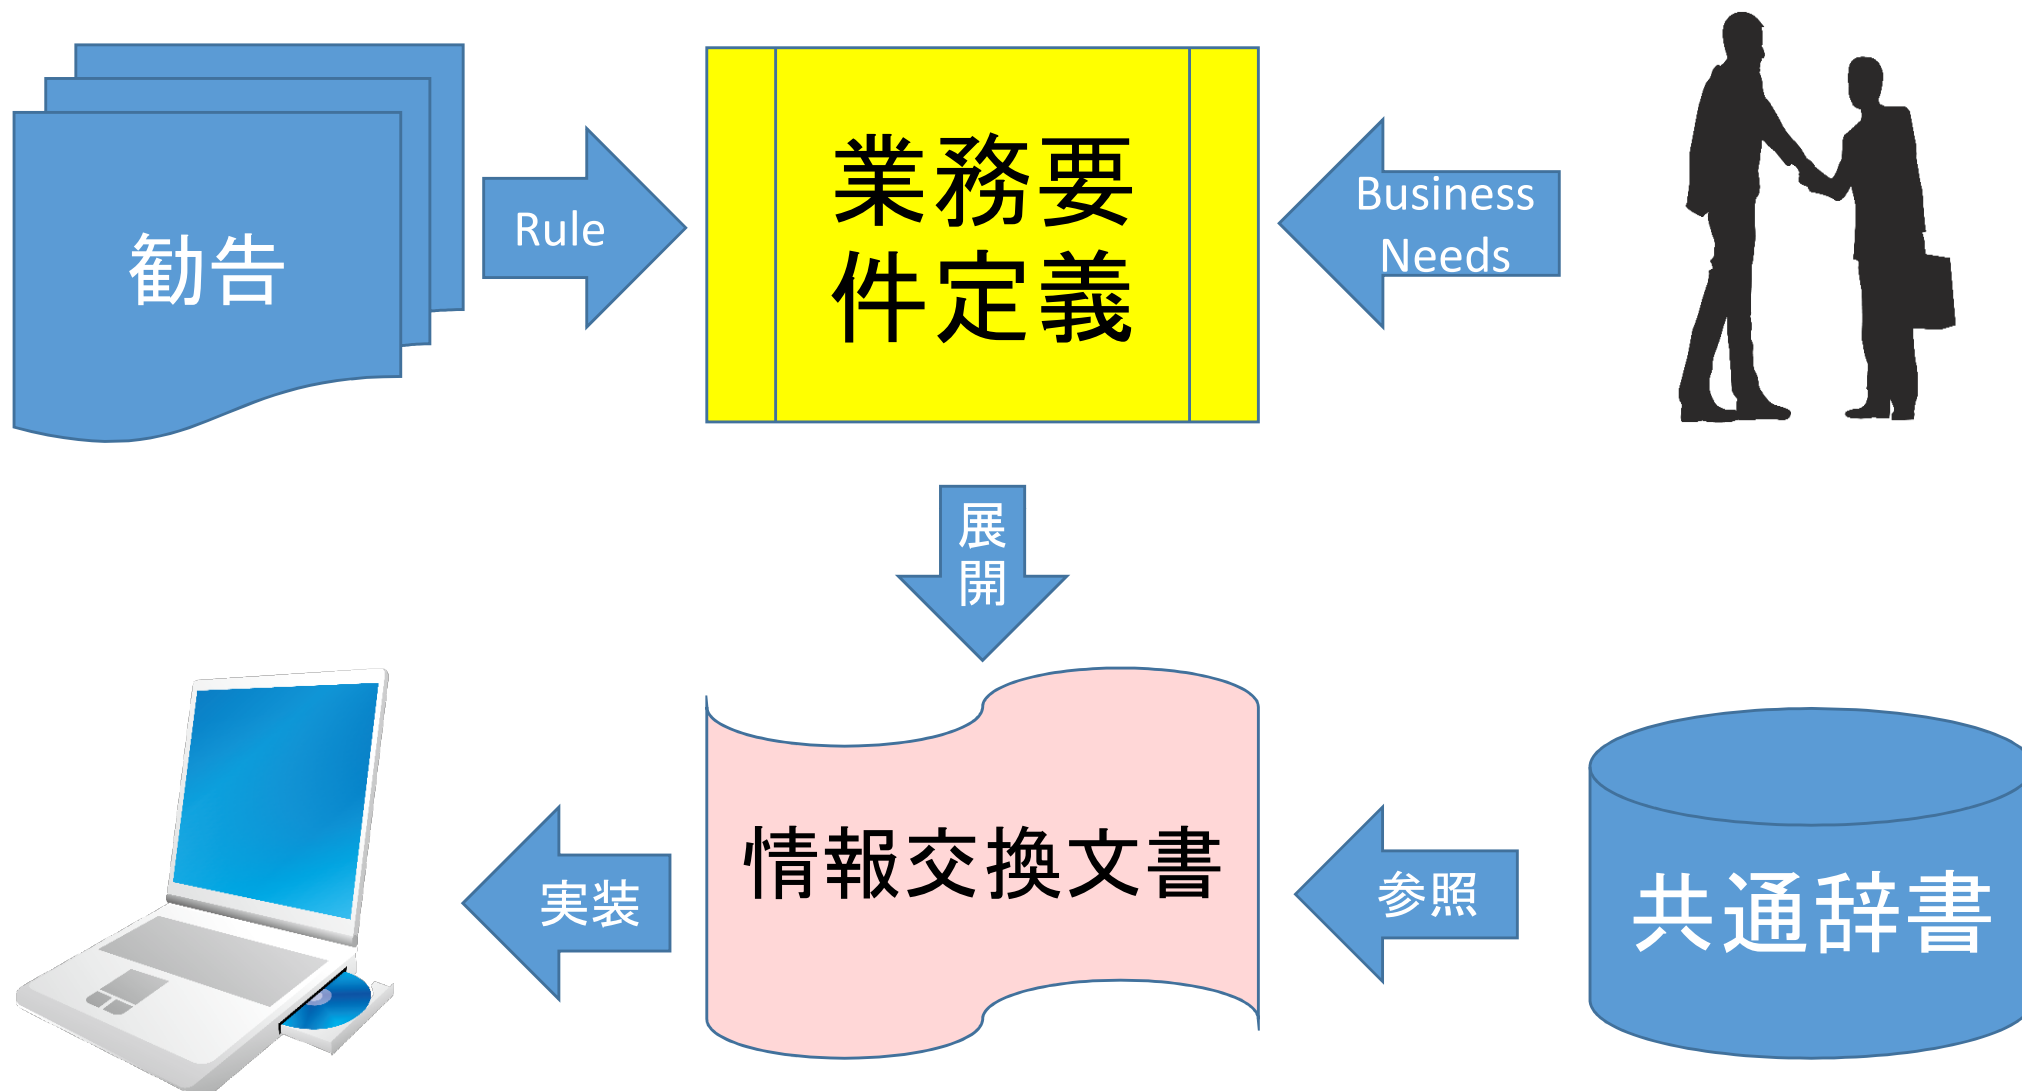 勧告
Rule
業務要
件定義
Business
Needs
展
開
情報交換文書
実装
参照
共通辞書